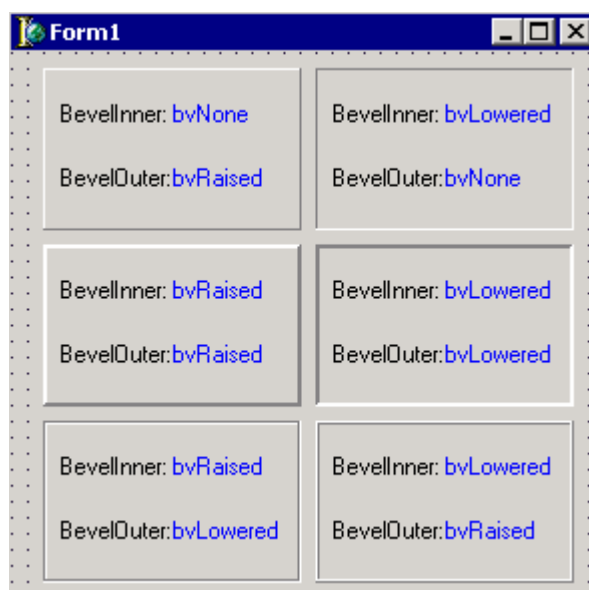 Form1
BevelInner: bvNone
BevelOuter:bvRaised
BevelInner: bvLowered
BevelOuter:bvNone
BevelInner: bvRaised
BevelOuter:bvRaised
BevelInner: bvLowered
BevelOuter:bvLowered
BevelInner: bvRaised
BevelOuter:bvLowered
BevelInner: bvLowered
BevelOuter:bvRaised